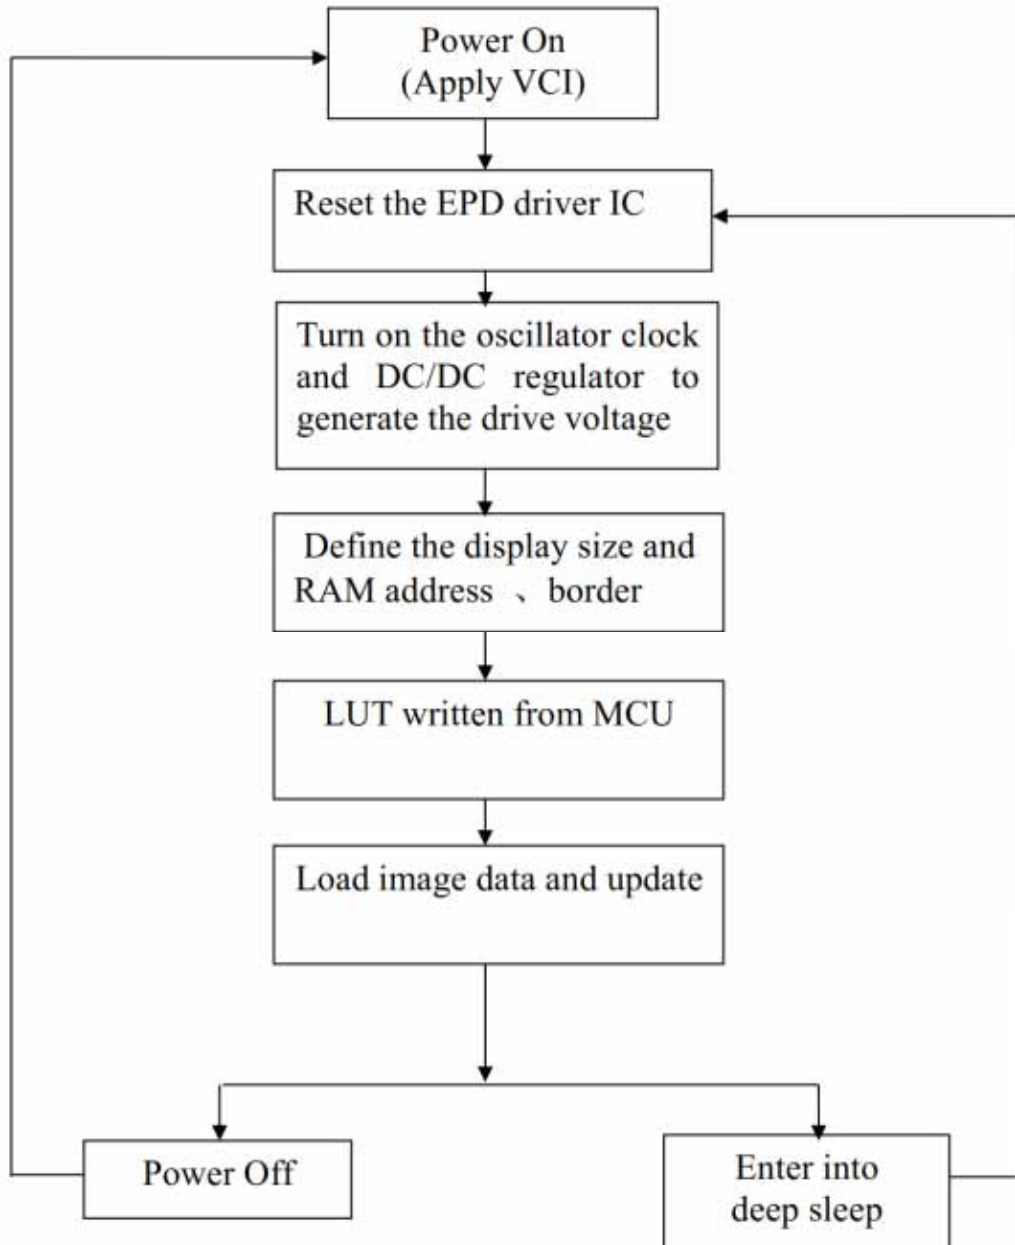 Power On
(Apply VCI)
Reset the EPD driver IC
Turn on the oscillator clock
and DC/DC regulator to
generate the drive voltage
Define the display size and
RAM address 、border
LUT written from MCU
Load image data and update
Power Off
Enter into
deep sleep